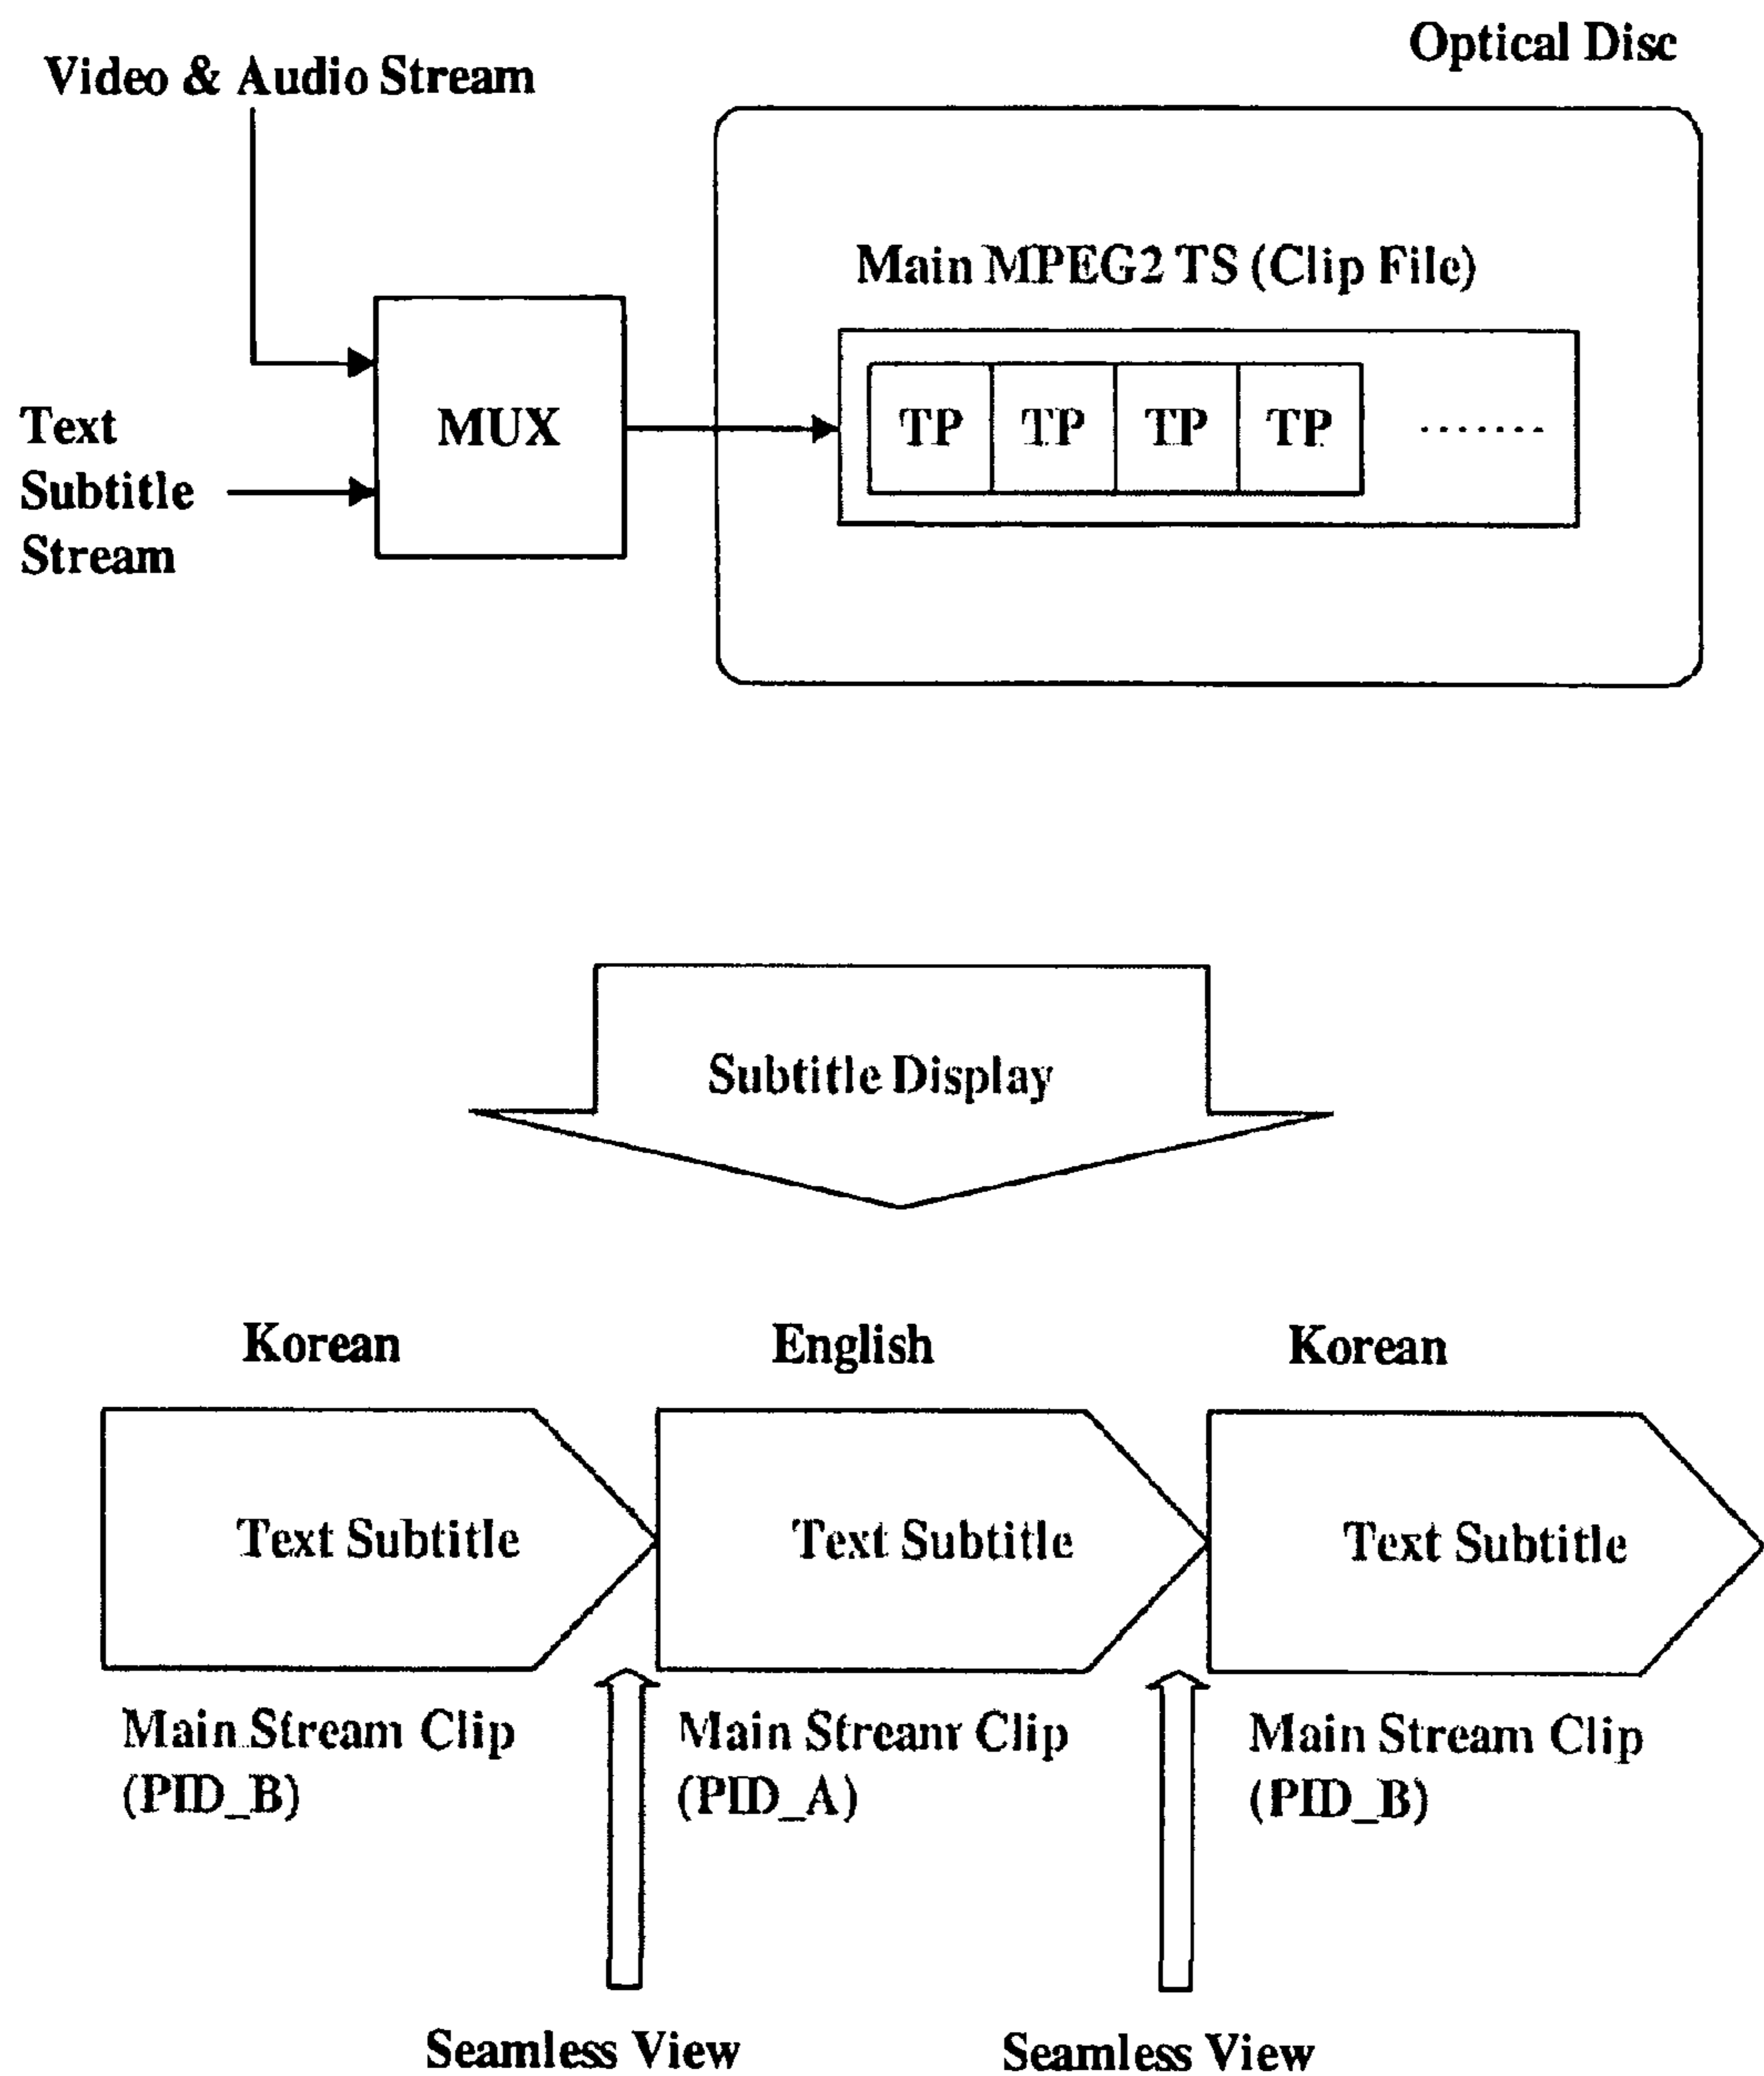 Optical Disc
Video & Audio Stream
Main MPEG2 TS (Clip File)
MUX
TP TP TP TP .......
Text
Subtitle
Stream
Subtitle Display
Korean English Korean
Text Subtitle Text Subtitle Text Subtitle
Main Stream Clip
(PID_B)
Main Stream Clip
(PID_A)
Main Stream Clip
(PID_B)
Seamless View Seamless View